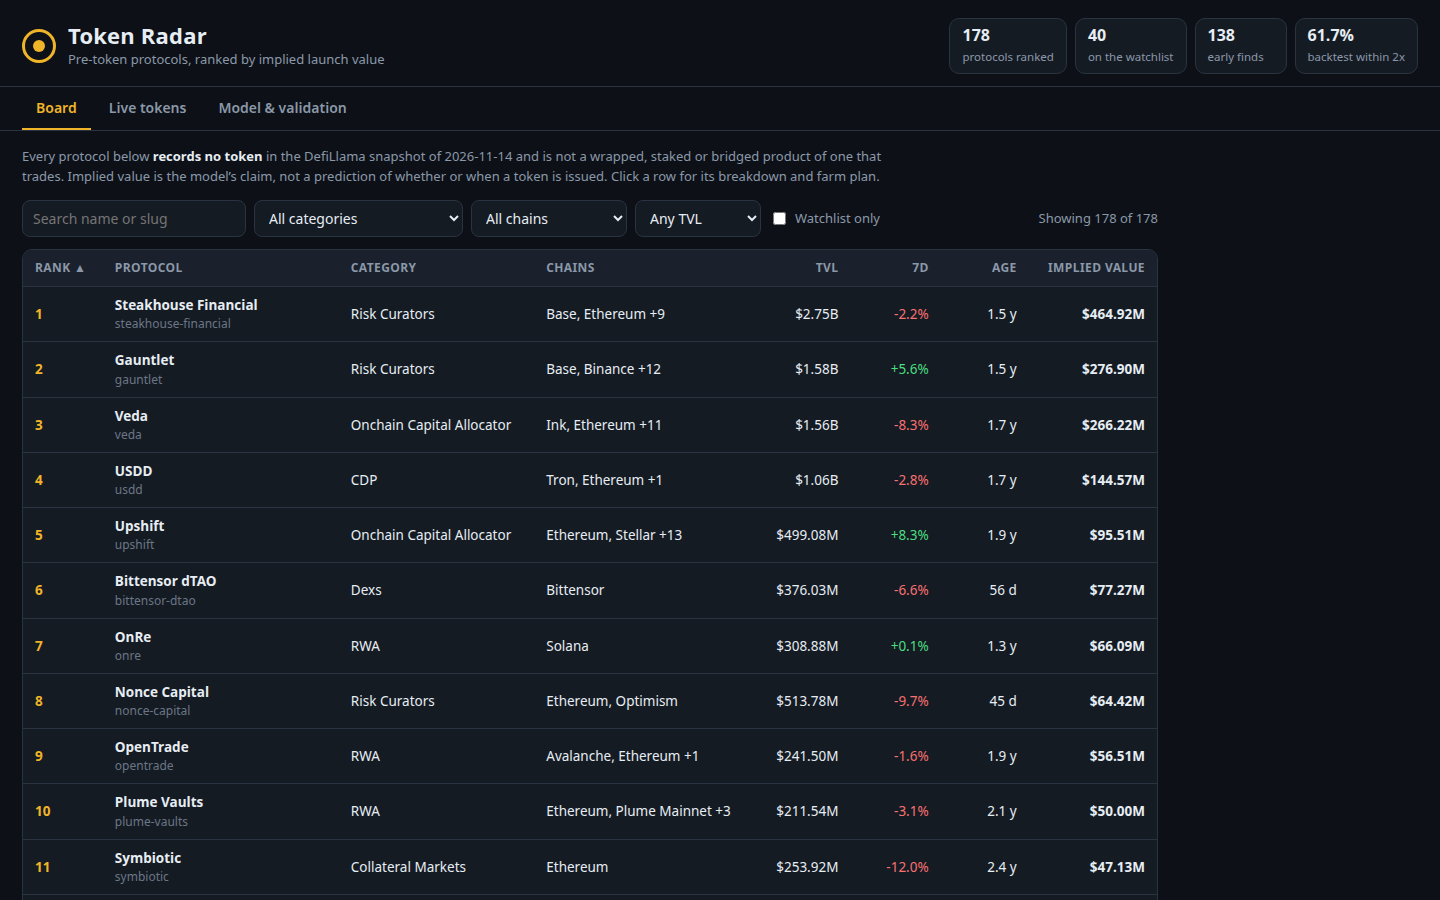 Token Radar
Pre-token protocols, ranked by implied launch value
178
protocols ranked
40
on the watchlist
138
early finds
61.7%
backtest within 2x
Board Live tokens Model & validation
Every protocol below records no token in the DefiLlama snapshot of 2026-11-14 and is not a wrapped, staked or bridged product of one that
trades. Implied value is the model's claim, not a prediction of whether or when a token is issued. Click a row for its breakdown and farm plan.
Search name or slug All categories All chains Any TVL Watchlist only Showing 178 of 178
RANK ▲ PROTOCOL CATEGORY CHAINS TVL 7D AGE IMPLIED VALUE
1 Steakhouse Financial Risk Curators Base, Ethereum +9 $2.75B -2.2% 1.5 y $464.92M
steakhouse-financial
2 Gauntlet Risk Curators Base, Binance +12 $1.58B +5.6% 1.5 y $276.90M
gauntlet
3 Veda Onchain Capital Allocator Ink, Ethereum +11 $1.56B -8.3% 1.7 y $266.22M
veda
4 USDD CDP Tron, Ethereum +1 $1.06B -2.8% 1.7 y $144.57M
usdd
5 Upshift Onchain Capital Allocator Ethereum, Stellar +13 $499.08M +8.3% 1.9 y $95.51M
upshift
6 Bittensor dTAO Dexs Bittensor $376.03M -6.6% 56 d $77.27M
bittensor-dtao
7 OnRe RWA Solana $308.88M +0.1% 1.3 y $66.09M
onre
8 Nonce Capital Risk Curators Ethereum, Optimism $513.78M -9.7% 45 d $64.42M
nonce-capital
9 OpenTrade RWA Avalanche, Ethereum +1 $241.50M -1.6% 1.9 y $56.51M
opentrade
10 Plume Vaults RWA Ethereum, Plume Mainnet +3 $211.54M -3.1% 2.1 y $50.00M
plume-vaults
11 Symbiotic Collateral Markets Ethereum $253.92M -12.0% 2.4 y $47.13M
symbiotic